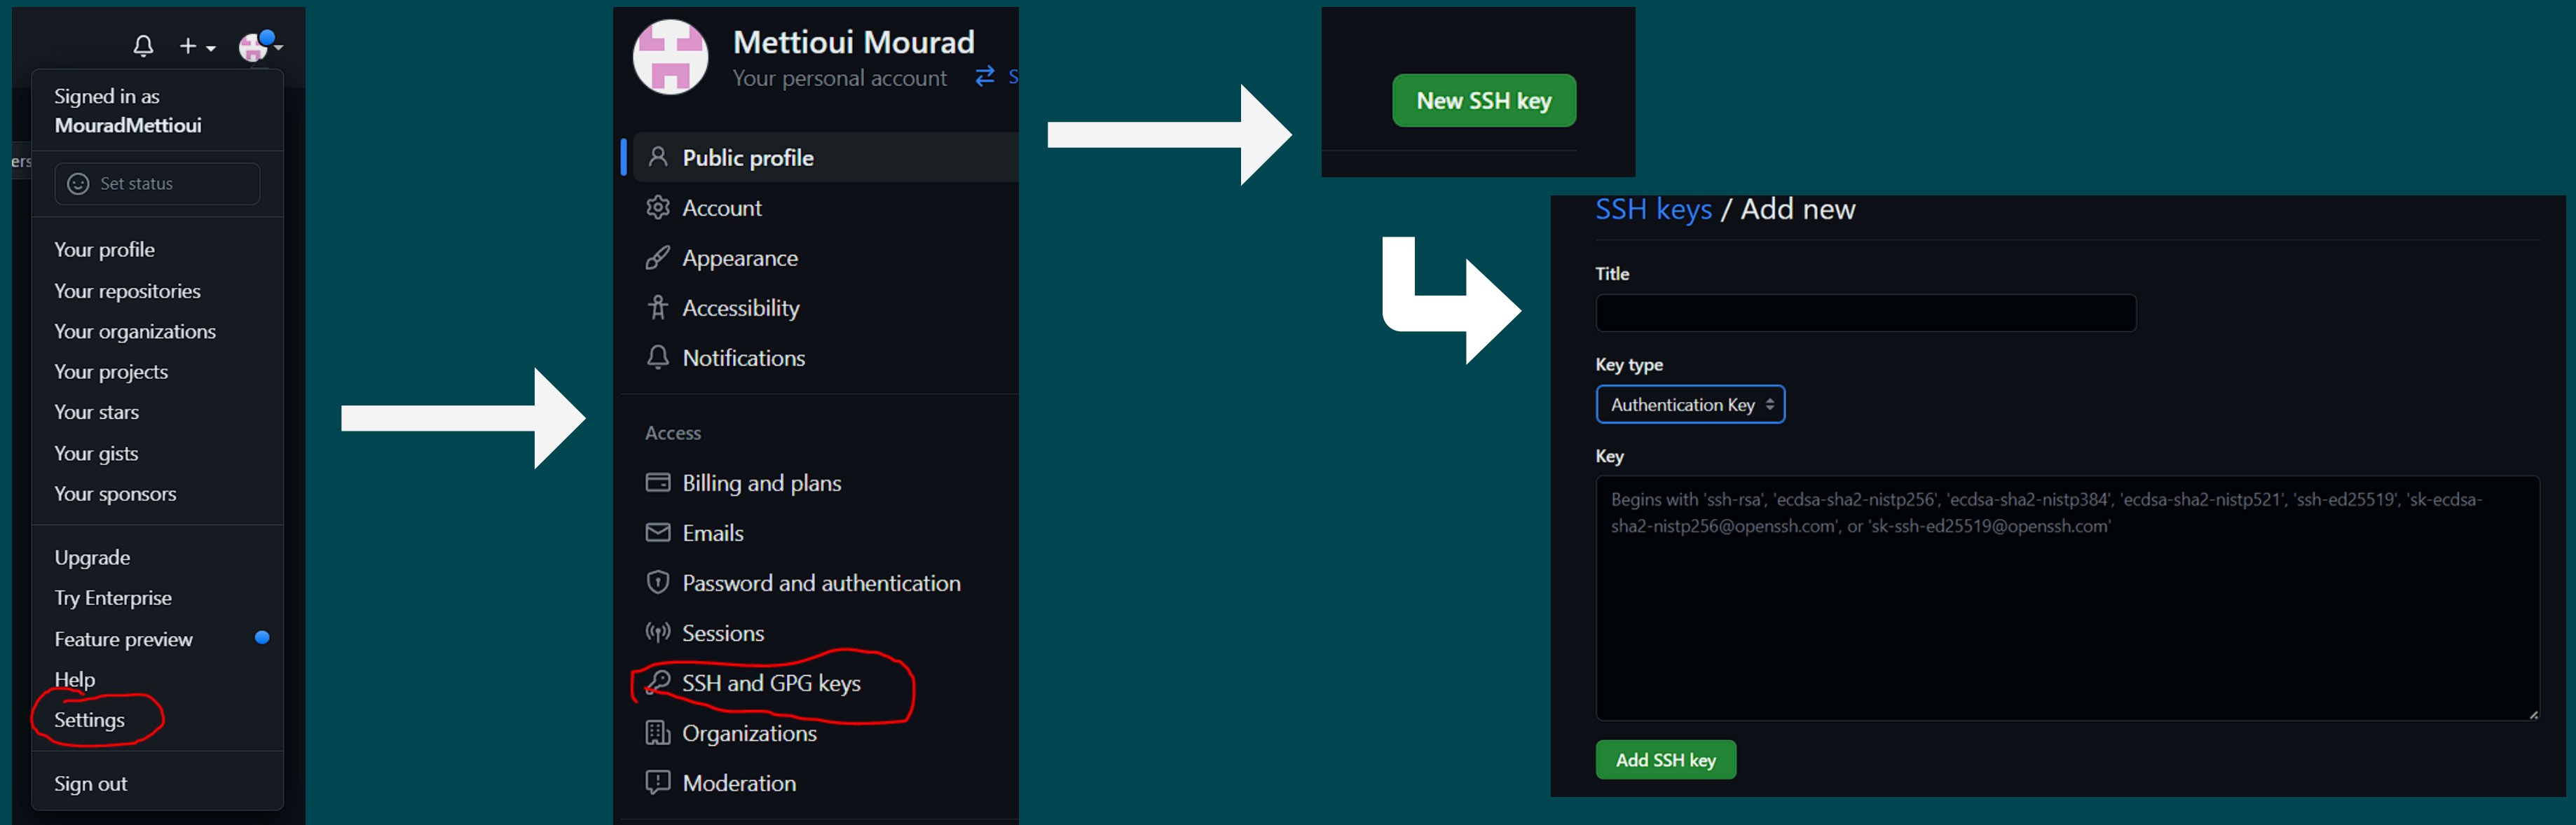 ers
Signed in as
MouradMettioui
Set status
Your profile
Your repositories
Your organizations
Your projects
Your stars
Your gists
Your sponsors
Upgrade
Try Enterprise
Feature preview
Help
Settings
Sign out
Mettioui Mourad
Your personal account S
Public profile
Account
Appearance
Accessibility
Notifications
Access
Billing and plans
Emails
Password and authentication
Sessions
SSH and GPG keys
Organizations
Moderation
New SSH key
SSH keys / Add new
Title
Key type
Authentication Key
Key
Begins with 'ssh-rsa', 'ecdsa-sha2-nistp256', 'ecdsa-sha2-nistp384', 'ecdsa-sha2-nistp521', 'ssh-ed25519', 'sk-ecdsa-
sha2-nistp256@openssh.com', or 'sk-ssh-ed25519@openssh.com'
Add SSH key